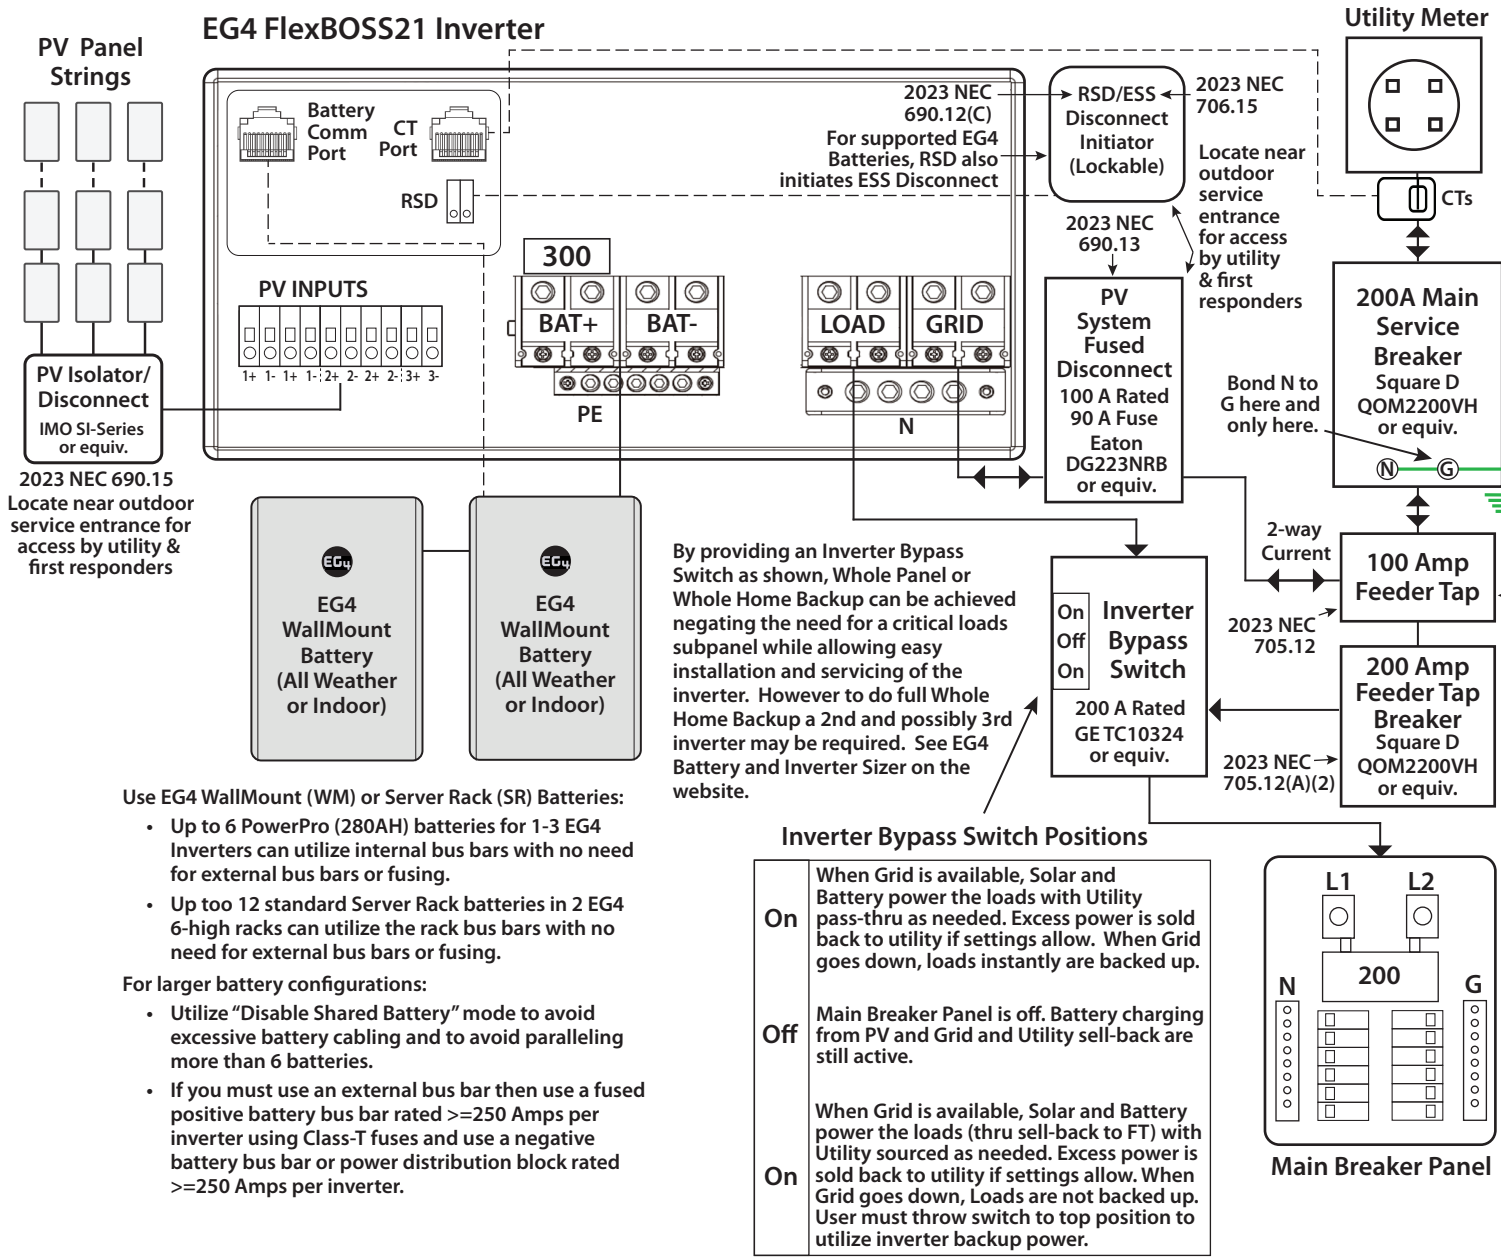 EG4 FlexBOSS21 Inverter
Utility Meter
PV Panel
Strings
Battery
Comm
Port
CT
Port
RSD
2023 NEC
690.12(C)
For supported EG4
Batteries, RSD also
initiates ESS Disconnect
RSD/ESS
Disconnect
Initiator
(Lockable)
2023 NEC
706.15
Locate near
outdoor
service
entrance
for access
by utility
& first
responders
CTs
2023 NEC
690.13
300
BAT+
BAT-
LOAD
GRID
PE
N
PV INPUTS
1+ 1- 1+ 1- 2+ 2- 2+ 2- 3+ 3-
PV Isolator/
Disconnect
IMO SI-Series
or equiv.
2023 NEC 690.15
Locate near outdoor
service entrance for
access by utility &
first responders
PV
System
Fused
Disconnect
100 A Rated
90 A Fuse
Eaton
DG223NRB
or equiv.
200A Main
Service
Breaker
Square D
QOM2200VH
or equiv.
N
G
Bond N to
G here and
only here.
2-way
Current
100 Amp
Feeder Tap
2023 NEC
705.12
200 Amp
Feeder Tap
Breaker
Square D
QOM2200VH
or equiv.
2023 NEC
705.12(A)(2)
EG4
EG4
WallMount
Battery
(All Weather
or Indoor)
EG4
EG4
WallMount
Battery
(All Weather
or Indoor)
By providing an Inverter Bypass
Switch as shown, Whole Panel or
Whole Home Backup can be achieved
negating the need for a critical loads
subpanel while allowing easy
installation and servicing of the
inverter. However to do full Whole
Home Backup a 2nd and possibly 3rd
inverter may be required. See EG4
Battery and Inverter Sizer on the
website.
On
Off
On
Inverter
Bypass
Switch
200 A Rated
GE TC10324
or equiv.
Use EG4 WallMount (WM) or Server Rack (SR) Batteries:
• Up to 6 PowerPro (280AH) batteries for 1-3 EG4
Inverters can utilize internal bus bars with no need
for external bus bars or fusing.
• Up too 12 standard Server Rack batteries in 2 EG4
6-high racks can utilize the rack bus bars with no
need for external bus bars or fusing.
For larger battery configurations:
• Utilize “Disable Shared Battery” mode to avoid
excessive battery cabling and to avoid paralleling
more than 6 batteries.
• If you must use an external bus bar then use a fused
positive battery bus bar rated >=250 Amps per
inverter using Class-T fuses and use a negative
battery bus bar or power distribution block rated
>=250 Amps per inverter.
Inverter Bypass Switch Positions
On
When Grid is available, Solar and
Battery power the loads with Utility
pass-thru as needed. Excess power is sold
back to utility if settings allow. When Grid
goes down, loads instantly are backed up.
Off
Main Breaker Panel is off. Battery charging
from PV and Grid and Utility sell-back are
still active.
On
When Grid is available, Solar and Battery
power the loads (thru sell-back to FT) with
Utility sourced as needed. Excess power is
sold back to utility if settings allow. When
Grid goes down, Loads are not backed up.
User must throw switch to top position to
utilize inverter backup power.
L1
L2
200
N
G
Main Breaker Panel